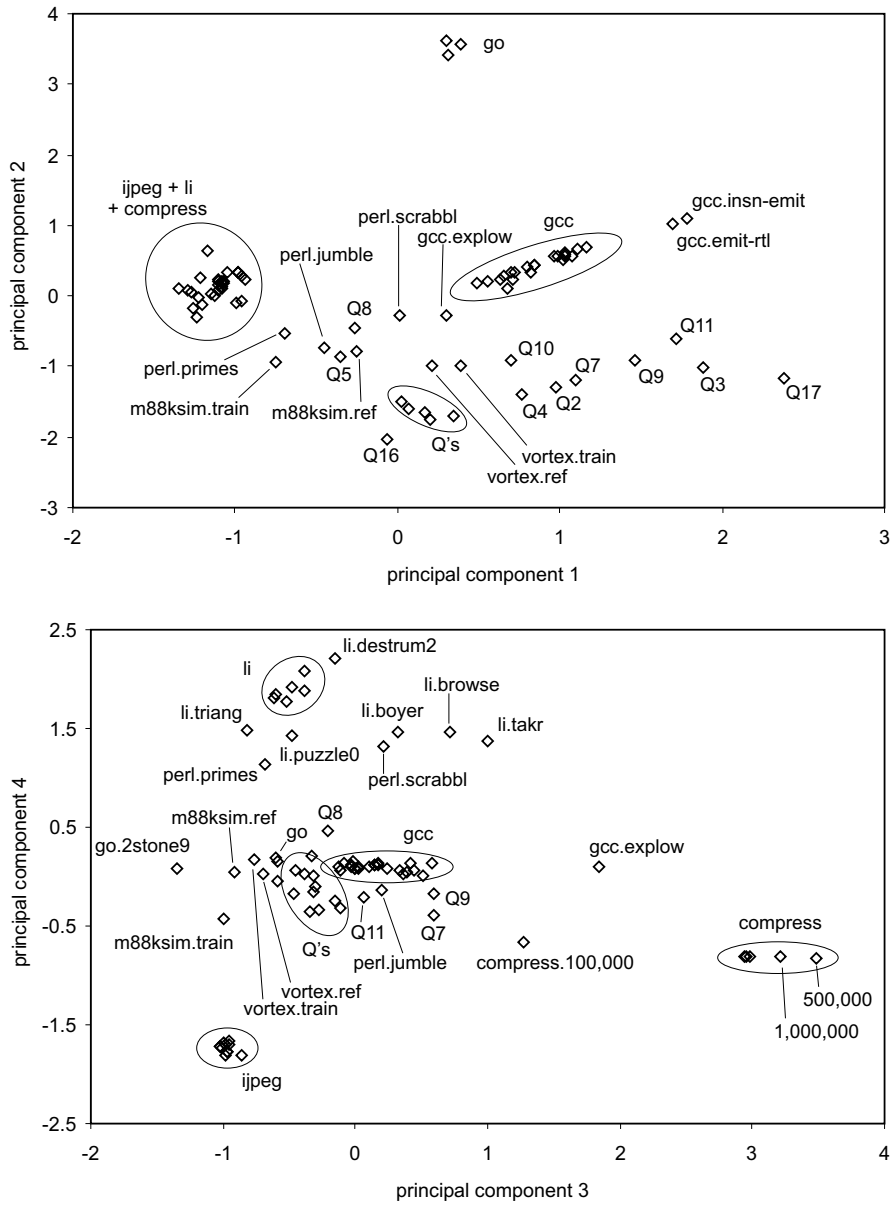 4
go
3
2
principal component 2
ijpeg + li
+ compress
gcc.insn-emit
perl.scrabbl
gcc
1
gcc.explow
gcc.emit-rtl
perl.jumble
0
Q8
Q11
Q10
Q7
perl.primes
-1
Q5
Q9
Q3
Q17
m88ksim.train
m88ksim.ref
Q4
Q2
Q's
-2
Q16
vortex.train
vortex.ref
-3
-2
-1
0
1
2
3
principal component 1
2.5
li.destrum2
li
li.browse
li.boyer
li.triang
li.takr
1.5
li.puzzle0
perl.primes
perl.scrabbl
principal component 4
m88ksim.ref
Q8
go
gcc
0.5
go.2stone9
gcc.explow
Q9
compress
-0.5
m88ksim.train
Q's
Q11
Q7
perl.jumble
compress.100,000
vortex.ref
500,000
vortex.train
1,000,000
-1.5
ijpeg
-2.5
-2
-1
0
1
2
3
4
principal component 3